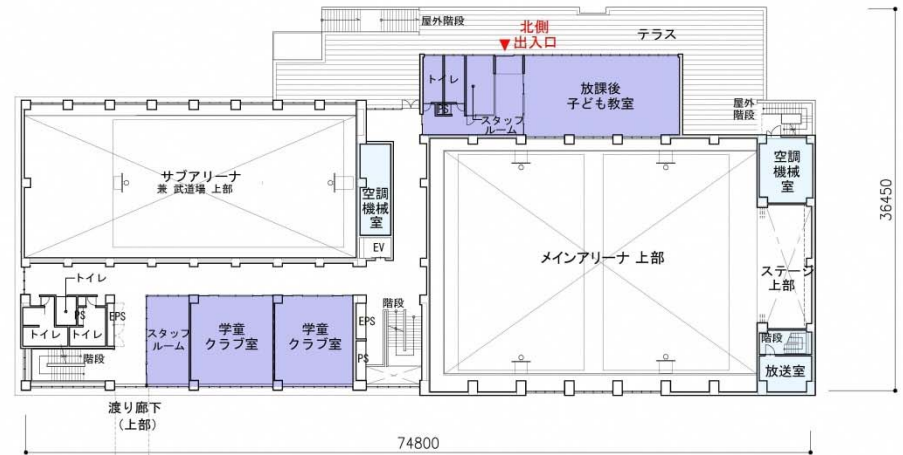 屋外階段
北側
出入口
テラス
トイレ
PS
スタッフ
ルーム
放課後
子ども教室
屋外
階段
サブアリーナ
兼 武道場 上部
空調
機械
室
EV
空調
機械
室
メインアリーナ 上部
ステージ
上部
36450
トイレ
PS
EPS
トイレ
トイレ
階段
スタッフ
ルーム
学童
クラブ室
学童
クラブ室
EPS
PS
階段
階段
放送室
渡り廊下
(上部)
74800